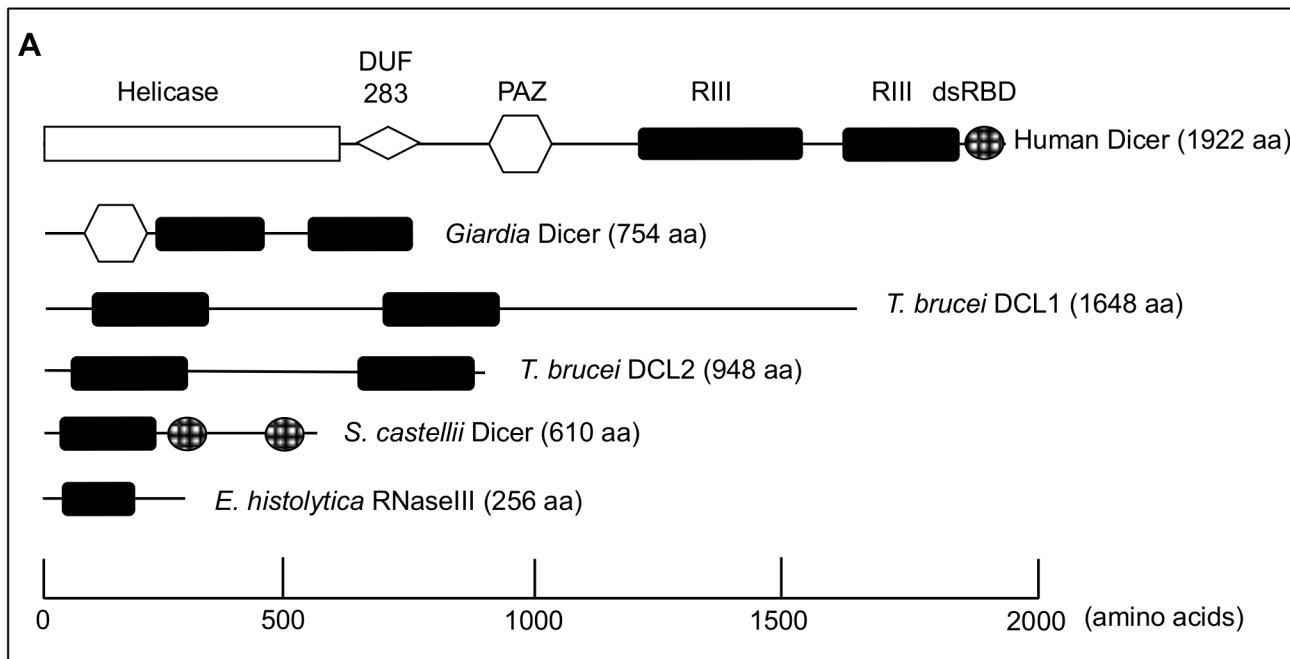 A
Helicase
DUF
283
PAZ
RIII
RIII
dsRBD
Human Dicer (1922 aa)
Giardia Dicer (754 aa)
T. brucei DCL1 (1648 aa)
T. brucei DCL2 (948 aa)
S. castellii Dicer (610 aa)
E. histolytica RNaseIII (256 aa)
0 500 1000 1500 2000 (amino acids)